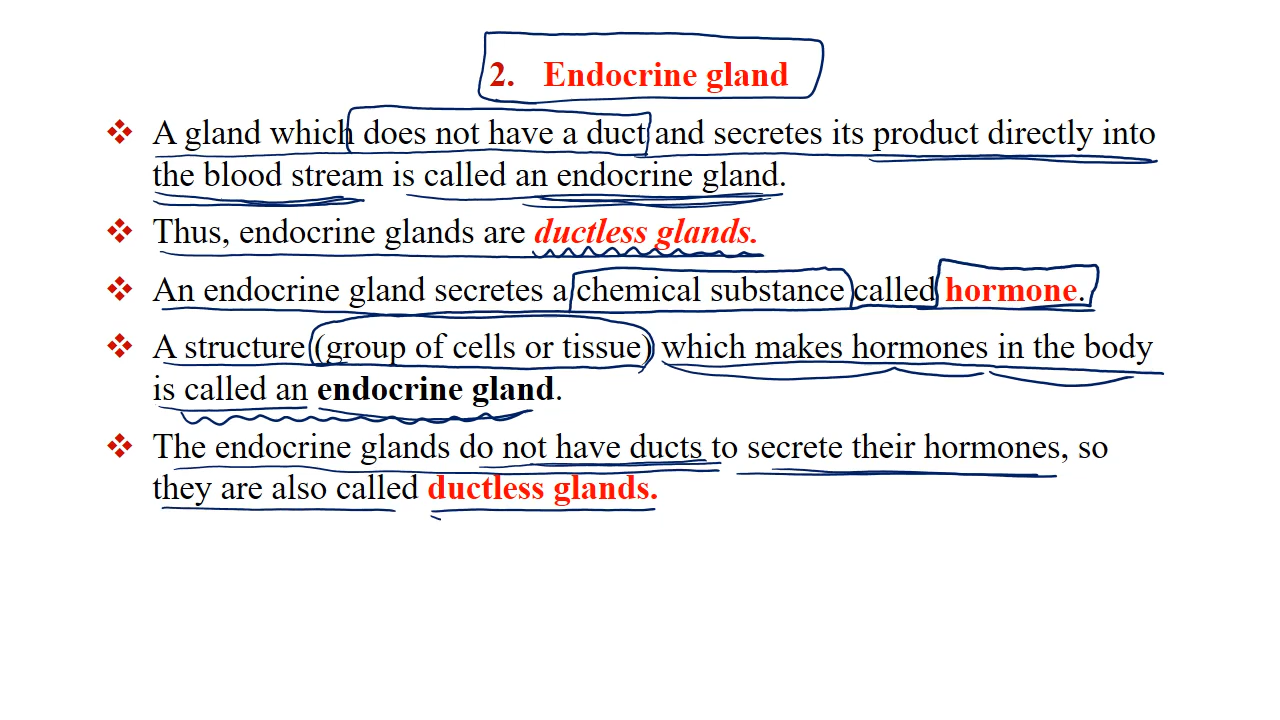 2. Endocrine gland
❖ A gland which does not have a duct and secretes its product directly into
the blood stream is called an endocrine gland.
❖ Thus, endocrine glands are ductless glands.
❖ An endocrine gland secretes a chemical substance called hormone.
❖ A structure (group of cells or tissue) which makes hormones in the body
is called an endocrine gland.
❖ The endocrine glands do not have ducts to secrete their hormones, so
they are also called ductless glands.